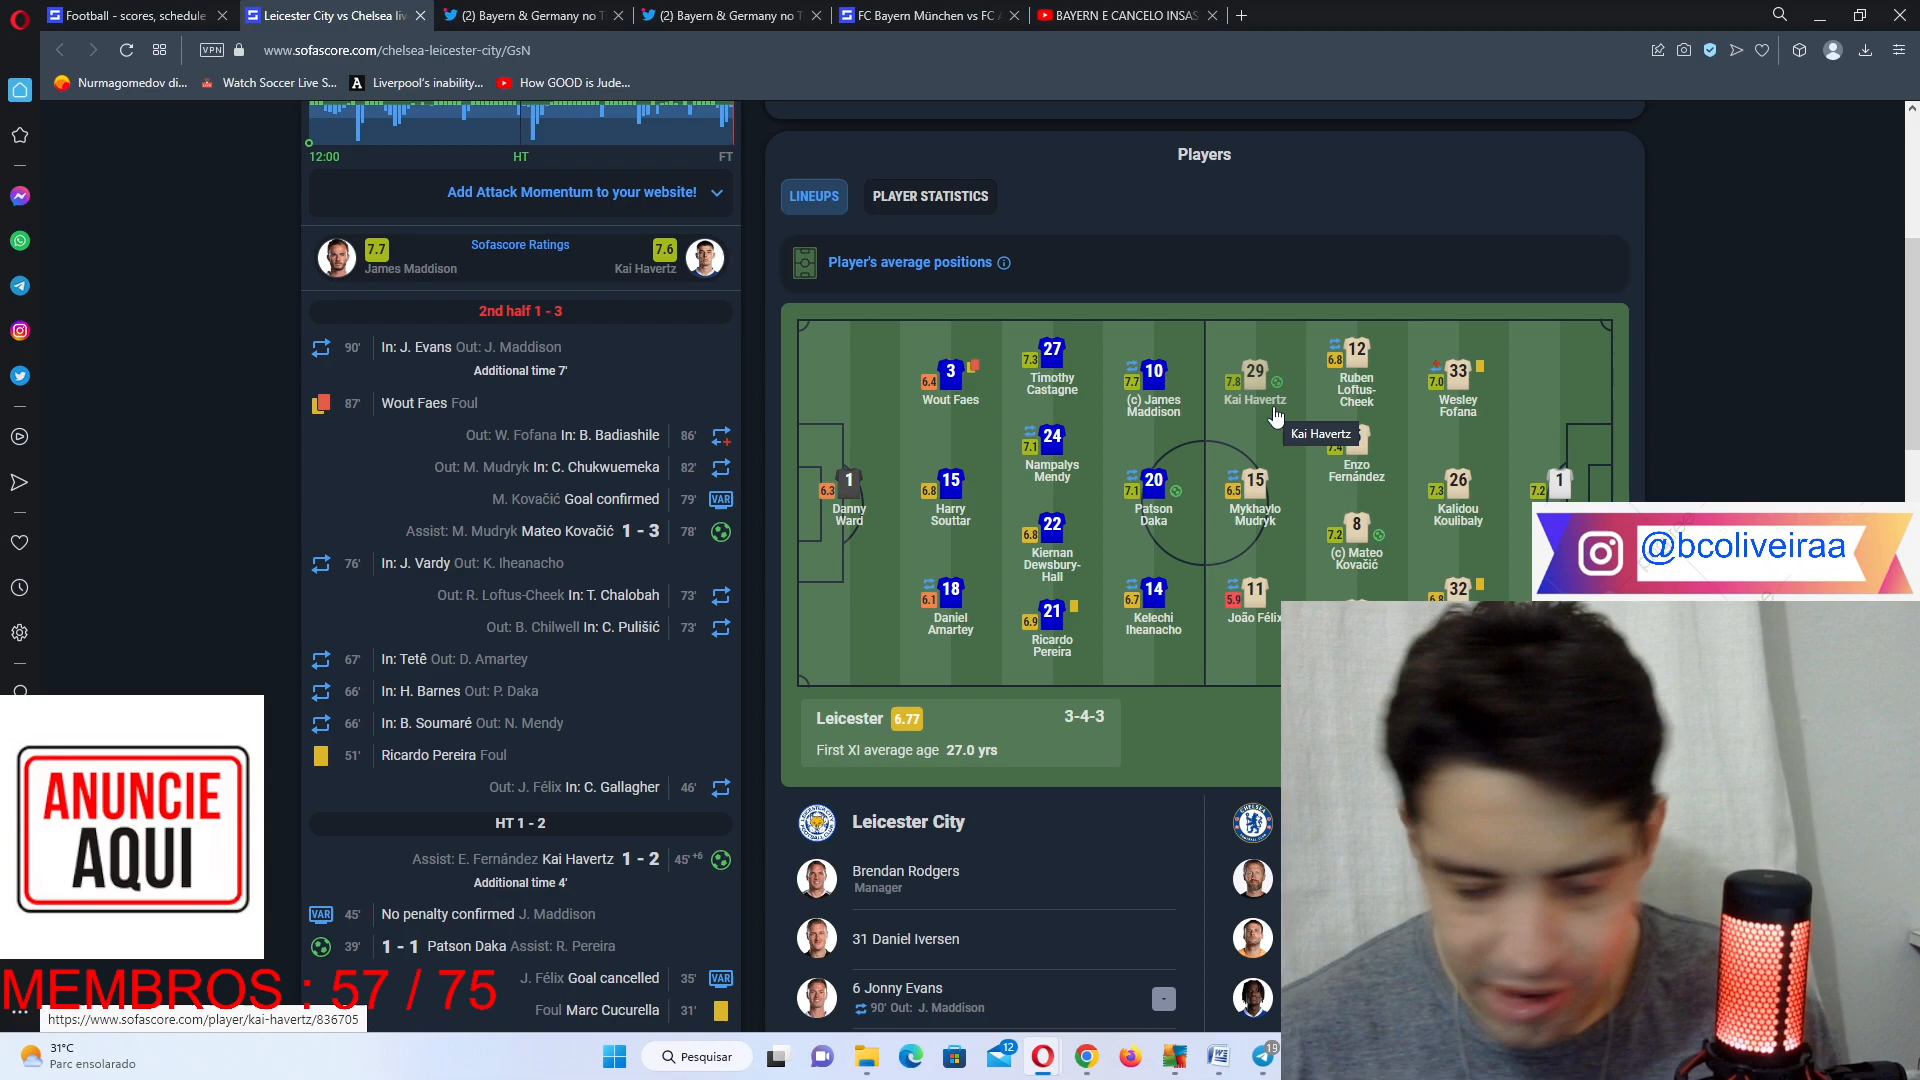 Football - scores, schedule
Leicester City vs Chelsea li
(2) Bayern & Germany no T
(2) Bayern & Germany no T
FC Bayern München vs FC
BAYERN E CANCELO INSAS
VPN
www.sofascore.com/chelsea-leicester-city/GsN
Nurmagomedov di...
Watch Soccer Live S...
Liverpool's inability...
How GOOD is Jude...
12:00
HT
FT
Add Attack Momentum to your website!
7.7
James Maddison
Sofascore Ratings
7.6
Kai Havertz
2nd half 1 - 3
90' In: J. Evans Out: J. Maddison
Additional time 7'
87' Wout Faes Foul
Out: W. Fofana In: B. Badiashile 86'
Out: M. Mudryk In: C. Chukwuemeka 82'
M. Kovačić Goal confirmed 79' VAR
Assist: M. Mudryk Mateo Kovačić 1 - 3 78'
76' In: J. Vardy Out: K. Iheanacho
Out: R. Loftus-Cheek In: T. Chalobah 73'
Out: B. Chilwell In: C. Pulišić 73'
67' In: Tetê Out: D. Amartey
66' In: H. Barnes Out: P. Daka
66' In: B. Soumaré Out: N. Mendy
51' Ricardo Pereira Foul
Out: J. Félix In: C. Gallagher 46'
HT 1 - 2
Assist: E. Fernández Kai Havertz 1 - 2 45'+6
Additional time 4'
VAR 45' No penalty confirmed J. Maddison
39' 1 - 1 Patson Daka Assist: R. Pereira
J. Félix Goal cancelled 35' VAR
Foul Marc Cucurella 31'
Players
LINEUPS
PLAYER STATISTICS
Player's average positions
1
6.3
Danny
Ward
3
6.4
Wout Faes
15
6.8
Harry
Souttar
18
6.1
Daniel
Amartey
27
7.3
Timothy
Castagne
24
7.1
Nampalys
Mendy
22
6.8
Kiernan
Dewsbury-
Hall
21
6.9
Ricardo
Pereira
10
7.7
(c) James
Maddison
20
7.1
Patson
Daka
14
6.7
Kelechi
Iheanacho
29
7.8
Kai Havertz
Kai Havertz
15
6.5
Mykhaylo
Mudryk
11
5.9
João Félix
12
6.8
Ruben
Loftus-
Cheek
7.4
Enzo
Fernández
8
7.2
(c) Mateo
Kovačić
33
7.0
Wesley
Fofana
26
7.3
Kalidou
Koulibaly
32
6.8
1
7.2
Leicester 6.77
3-4-3
First XI average age 27.0 yrs
Leicester City
Brendan Rodgers
Manager
31 Daniel Iversen
6 Jonny Evans
90' Out: J. Maddison
-
@bcoliveiraa
ANUNCIE
AQUI
MEMBROS : 57 / 75
https://www.sofascore.com/player/kai-havertz/836705
31°C
Parc ensolarado
Pesquisar
12
19